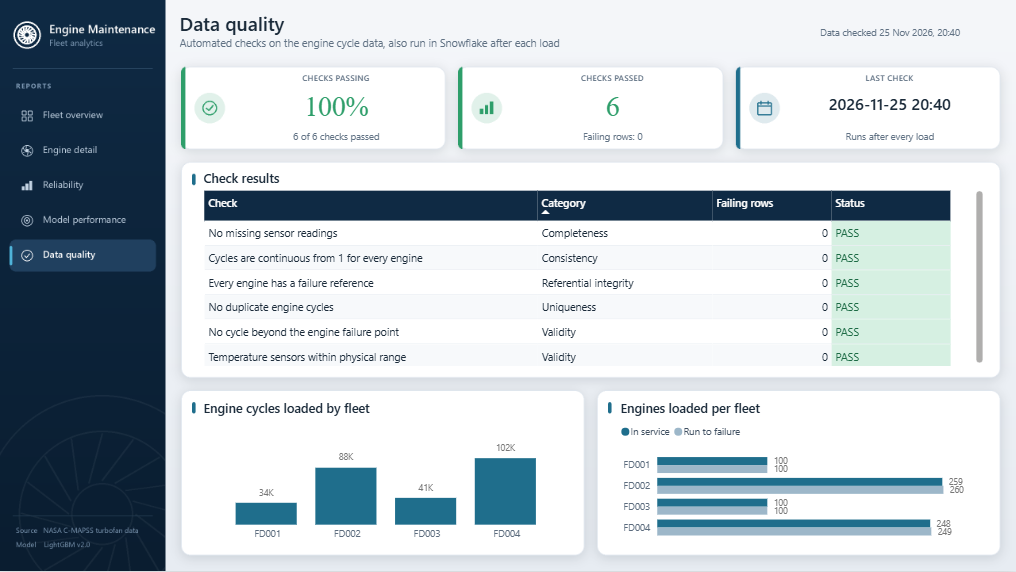 Engine Maintenance
Fleet analytics
REPORTS
Fleet overview
Engine detail
Reliability
Model performance
Data quality
Source NASA C-MAPSS turbofan data
Model LightGBM v2.0
Data quality
Automated checks on the engine cycle data, also run in Snowflake after each load
Data checked 25 Nov 2026, 20:40
CHECKS PASSING
100%
6 of 6 checks passed
CHECKS PASSED
6
Failing rows: 0
LAST CHECK
2026-11-25 20:40
Runs after every load
Check results
Check Category Failing rows Status
No missing sensor readings Completeness 0 PASS
Cycles are continuous from 1 for every engine Consistency 0 PASS
Every engine has a failure reference Referential integrity 0 PASS
No duplicate engine cycles Uniqueness 0 PASS
No cycle beyond the engine failure point Validity 0 PASS
Temperature sensors within physical range Validity 0 PASS
Engine cycles loaded by fleet
34K 88K 41K 102K
FD001 FD002 FD003 FD004
Engines loaded per fleet
In service Run to failure
FD001 100
100
FD002 259
260
FD003 100
100
FD004 248
249